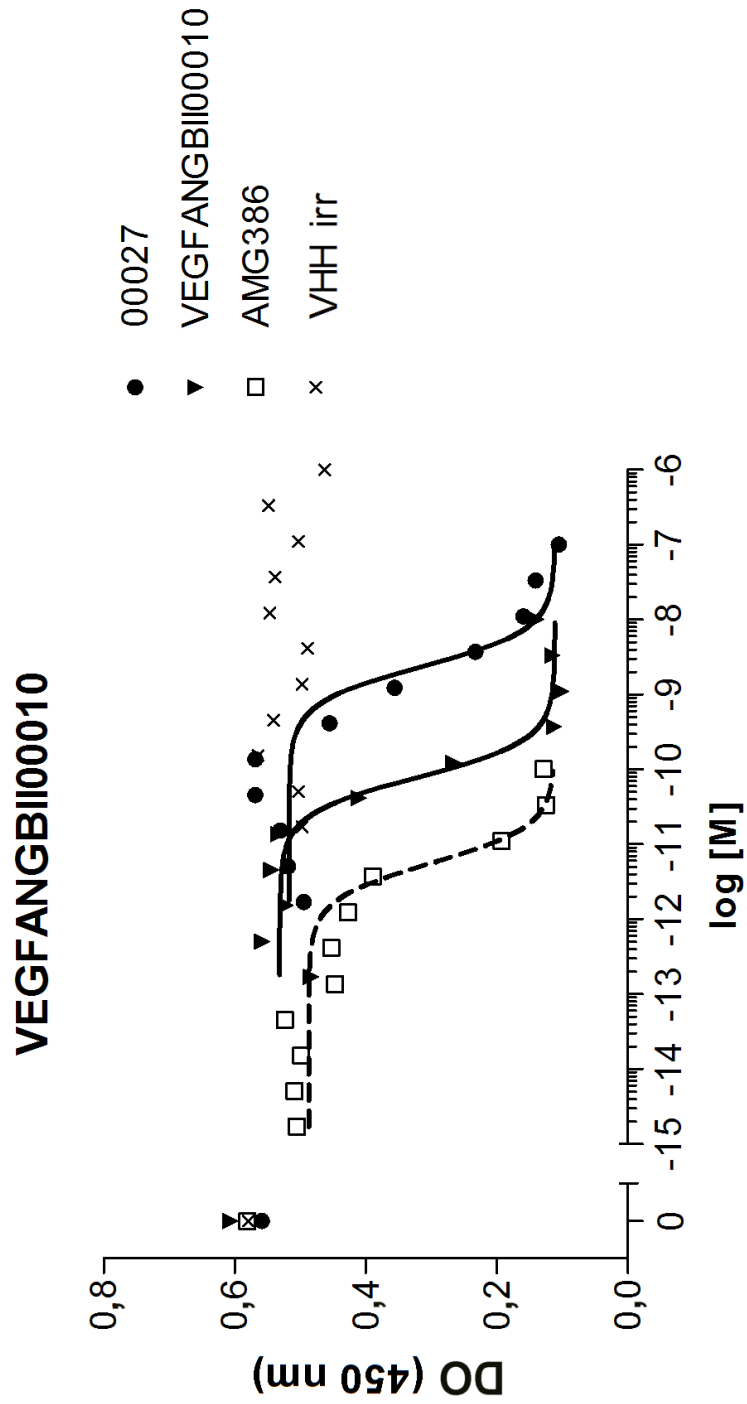 VEGFANGBII00010
00027
VEGFANGBII00010
AMG386
VHH irr
DO (450 nm)
0,8
0,6
0,4
0,2
0,0
0 -15 -14 -13 -12 -11 -10 -9 -8 -7 -6
log [M]